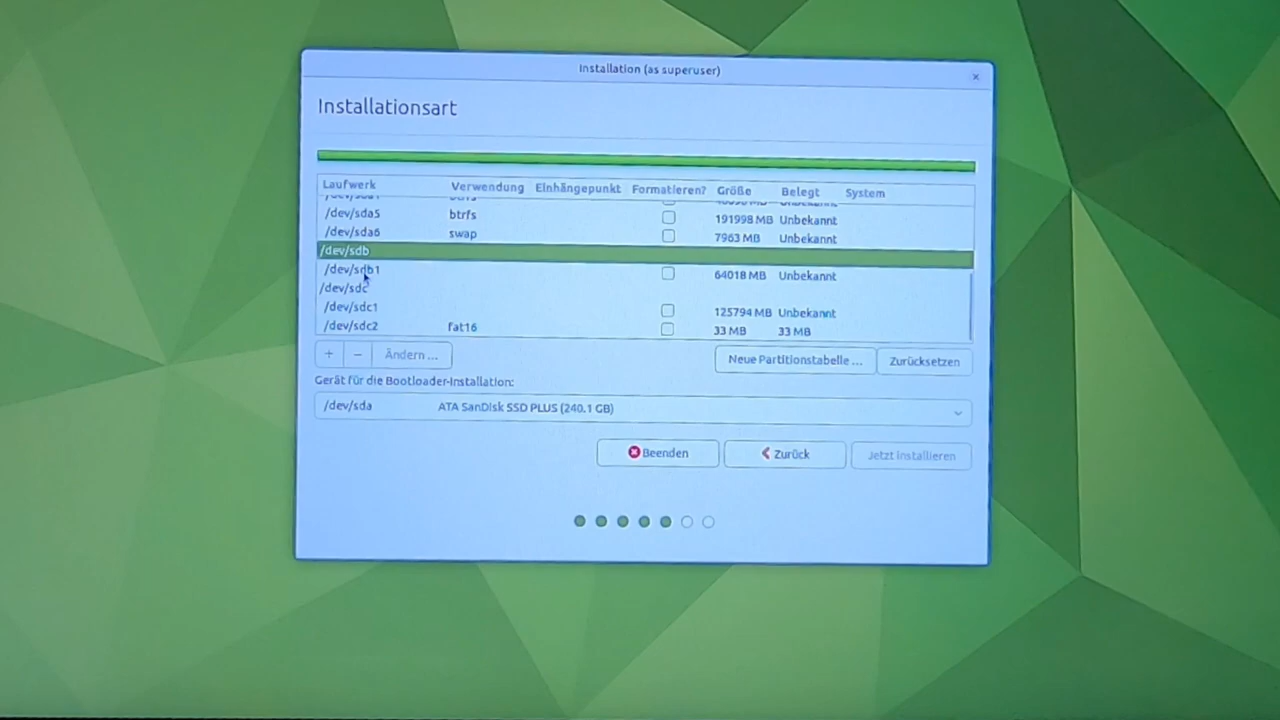 Installation (as superuser)
Installationsart
Laufwerk Verwendung Einhängepunkt Formatieren? Größe Belegt System
/dev/sda5 btrfs 191998 MB Unbekannt
/dev/sda6 swap 7963 MB Unbekannt
/dev/sdb
/dev/sdb1 64018 MB Unbekannt
/dev/sdc
/dev/sdc1 125794 MB Unbekannt
/dev/sdc2 fat16 33 MB 33 MB
+ − Ändern ... Neue Partitionstabelle ... Zurücksetzen
Gerät für die Bootloader-Installation:
/dev/sda ATA SanDisk SSD PLUS (240.1 GB)
Beenden Zurück Jetzt installieren